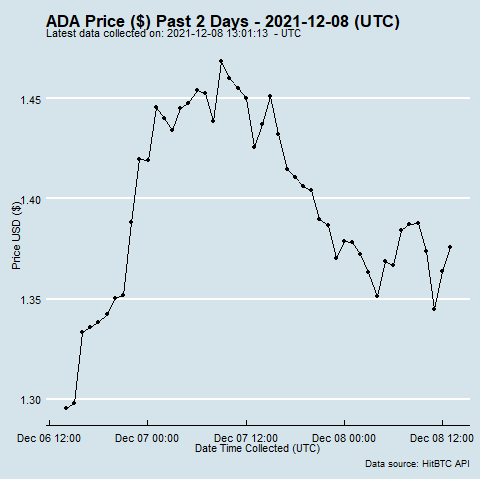 ADA Price ($) Past 2 Days - 2021-12-08 (UTC)
Latest data collected on: 2021-12-08 13:01:13  - UTC
1.45
1.40
1.35
1.30
Price USD ($)
Dec 06 12:00
Dec 07 00:00
Dec 07 12:00
Dec 08 00:00
Dec 08 12:00
Date Time Collected (UTC)
Data source: HitBTC API